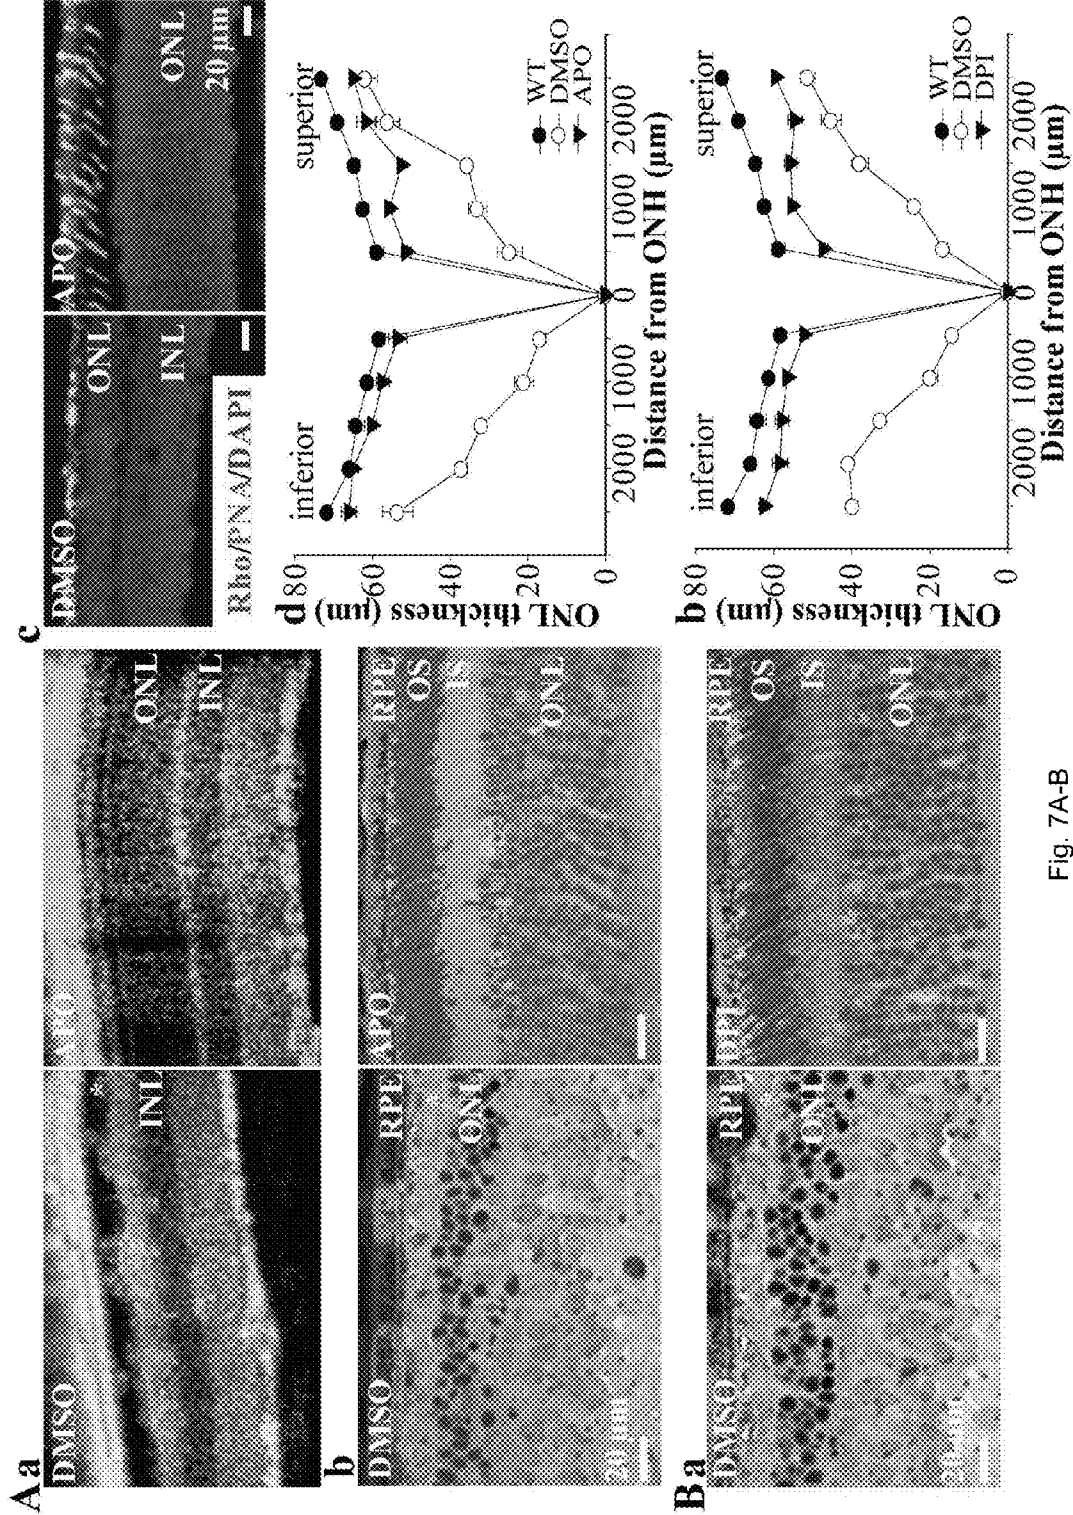 A a
DMSO
*
INL
APO
ONL
INL
b
DMSO
RPE
ONL
20 µm
APO
RPE
OS
IS
ONL
c
DMSO
ONL
INL
Rho/PNA/DAPI
APO
ONL
20 µm
d
ONL thickness (µm)
80
60
40
20
0
inferior
superior
WT
DMSO
APO
2000 1000 0 1000 2000
Distance from ONH (µm)
B a
DMSO
RPE
ONL
20 µm
DPI
RPE
OS
IS
ONL
b
ONL thickness (µm)
80
60
40
20
0
inferior
superior
WT
DMSO
DPI
2000 1000 0 1000 2000
Distance from ONH (µm)
Fig. 7A-B